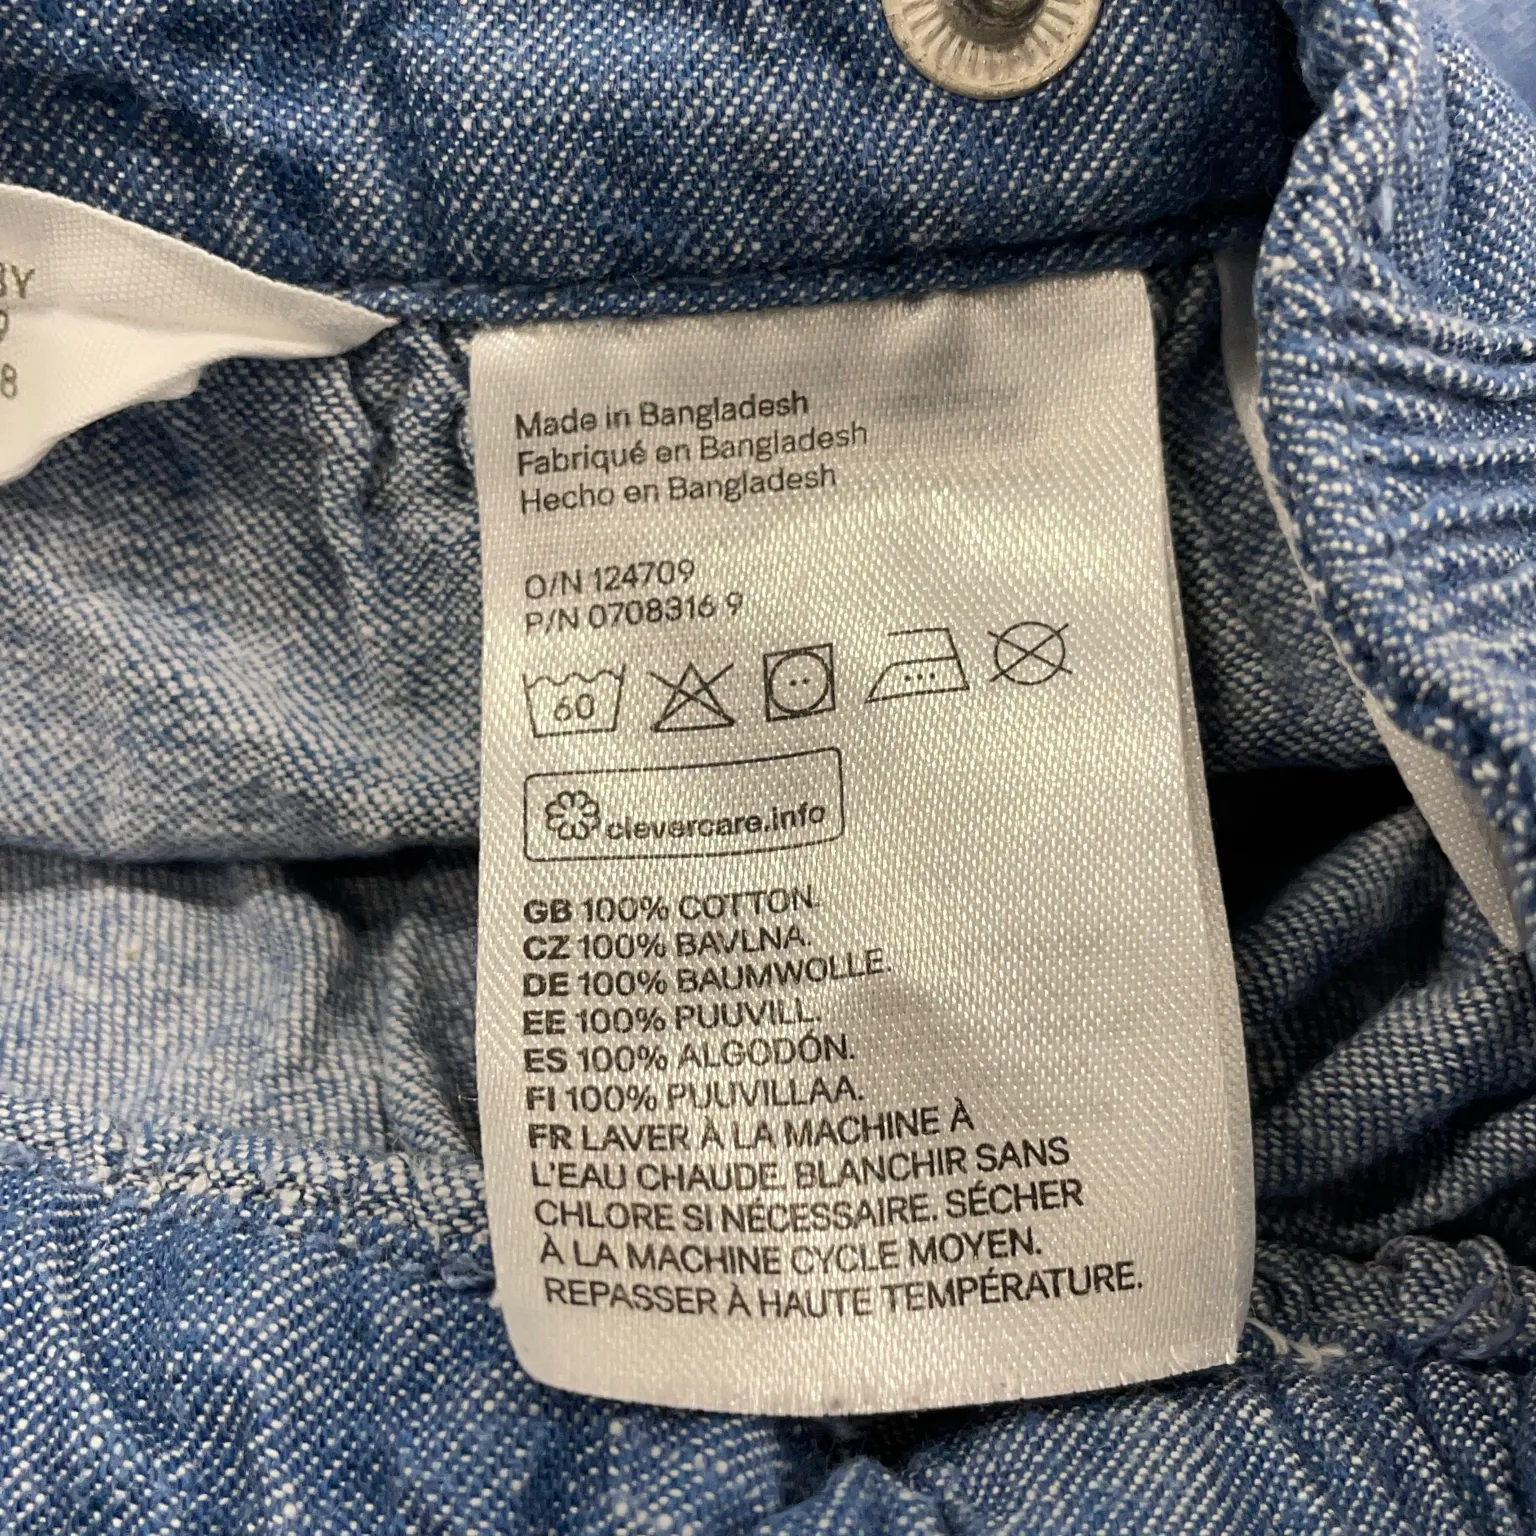 Made in Bangladesh
Fabriqué en Bangladesh
Hecho en Bangladesh
O/N 124709
P/N 0708316 9
60
clevercare.info
GB 100% COTTON.
CZ 100% BAVLNA.
DE 100% BAUMWOLLE.
EE 100% PUUVILL.
ES 100% ALGODÓN.
FI 100% PUUVILLAA.
FR LAVER À LA MACHINE À
L'EAU CHAUDE. BLANCHIR SANS
CHLORE SI NÉCESSAIRE. SÉCHER
À LA MACHINE CYCLE MOYEN.
REPASSER À HAUTE TEMPÉRATURE.